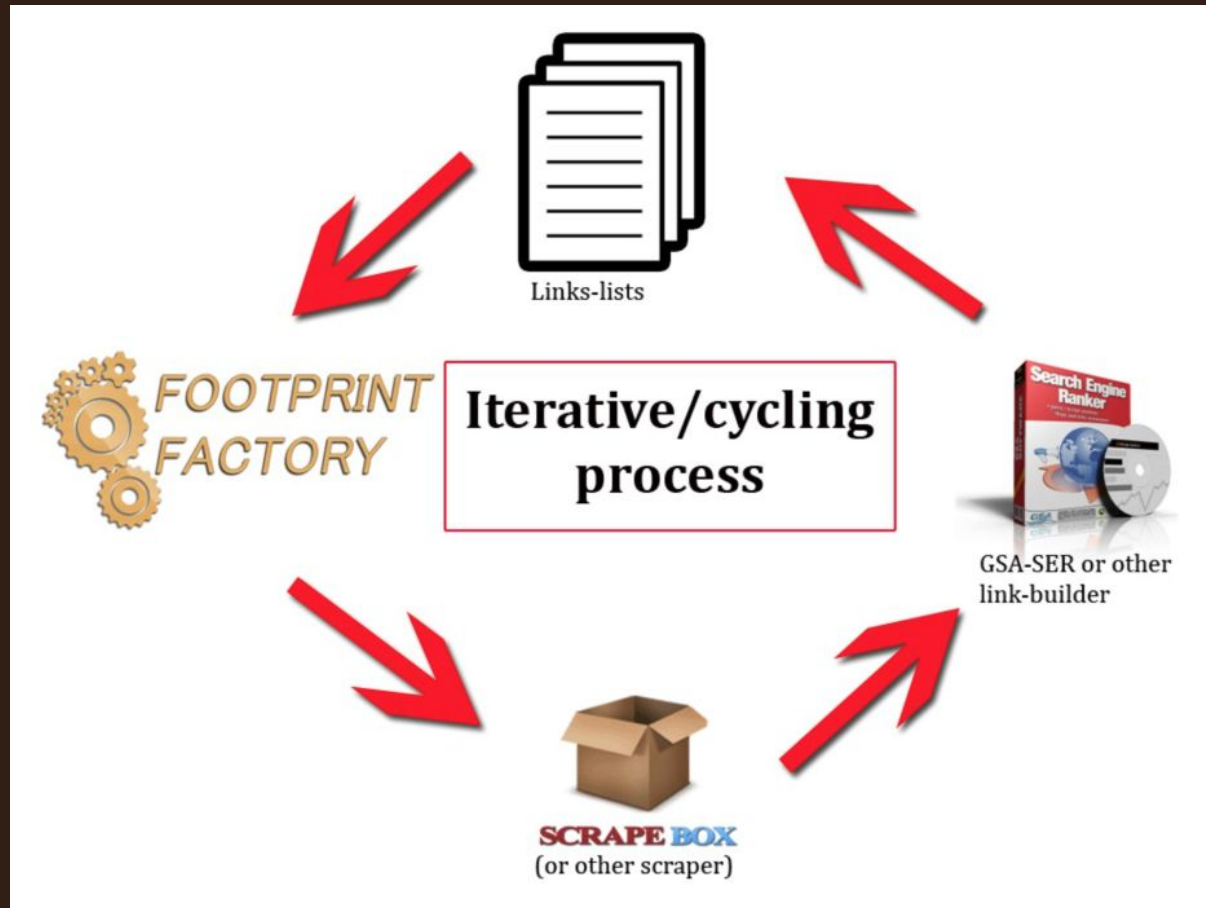 Links-lists
FOOTPRINT
FACTORY
Iterative/cycling
process
Search Engine
Ranker
GSA
GSA-SER or other
link-builder
SCRAPE BOX
(or other scraper)